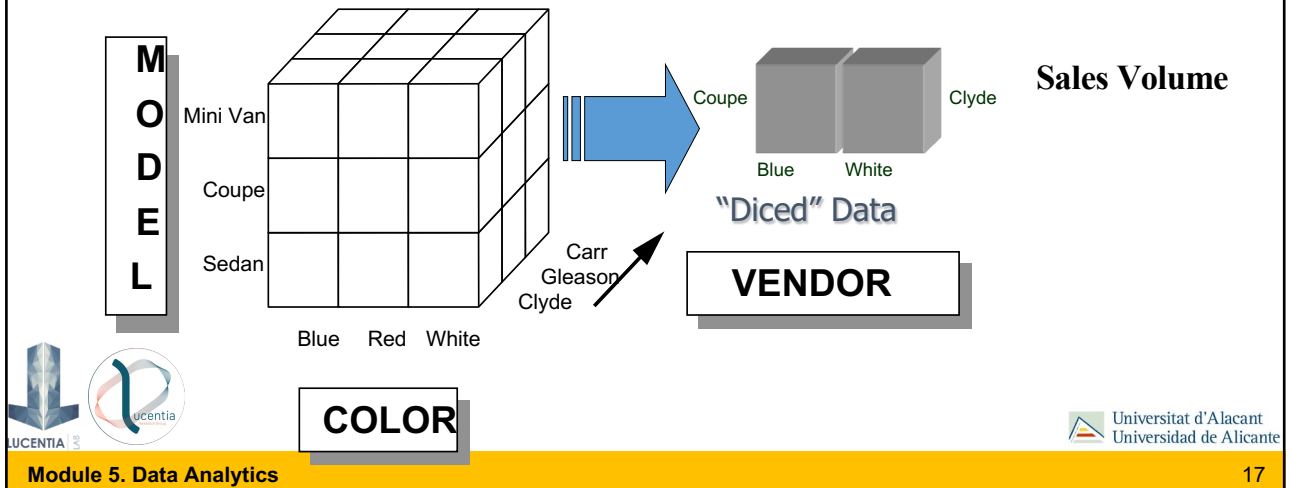 M
O
D
E
L
Mini Van
Coupe
Sedan
Blue Red White
COLOR
Carr
Gleason
Clyde
Coupe
Clyde
Blue White
“Diced” Data
VENDOR
Sales Volume
LUCENTIA LAB
ucentia
Universitat d'Alacant
Universidad de Alicante
Module 5. Data Analytics
17